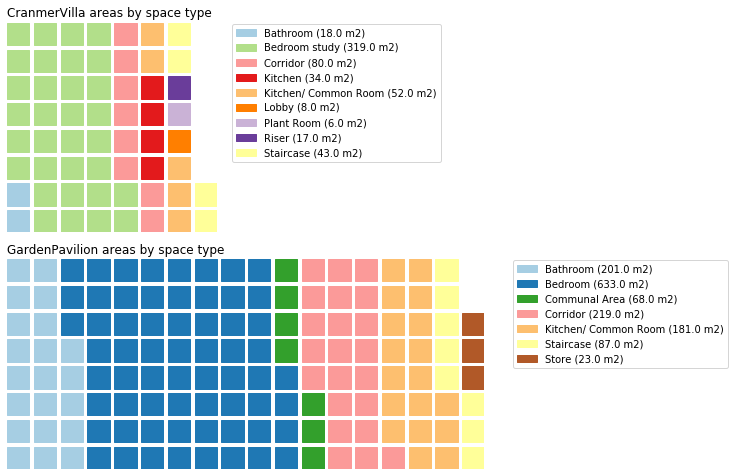 CranmerVilla areas by space type
Bathroom (18.0 m2)
Bedroom study (319.0 m2)
Corridor (80.0 m2)
Kitchen (34.0 m2)
Kitchen/ Common Room (52.0 m2)
Lobby (8.0 m2)
Plant Room (6.0 m2)
Riser (17.0 m2)
Staircase (43.0 m2)
GardenPavilion areas by space type
Bathroom (201.0 m2)
Bedroom (633.0 m2)
Communal Area (68.0 m2)
Corridor (219.0 m2)
Kitchen/ Common Room (181.0 m2)
Staircase (87.0 m2)
Store (23.0 m2)